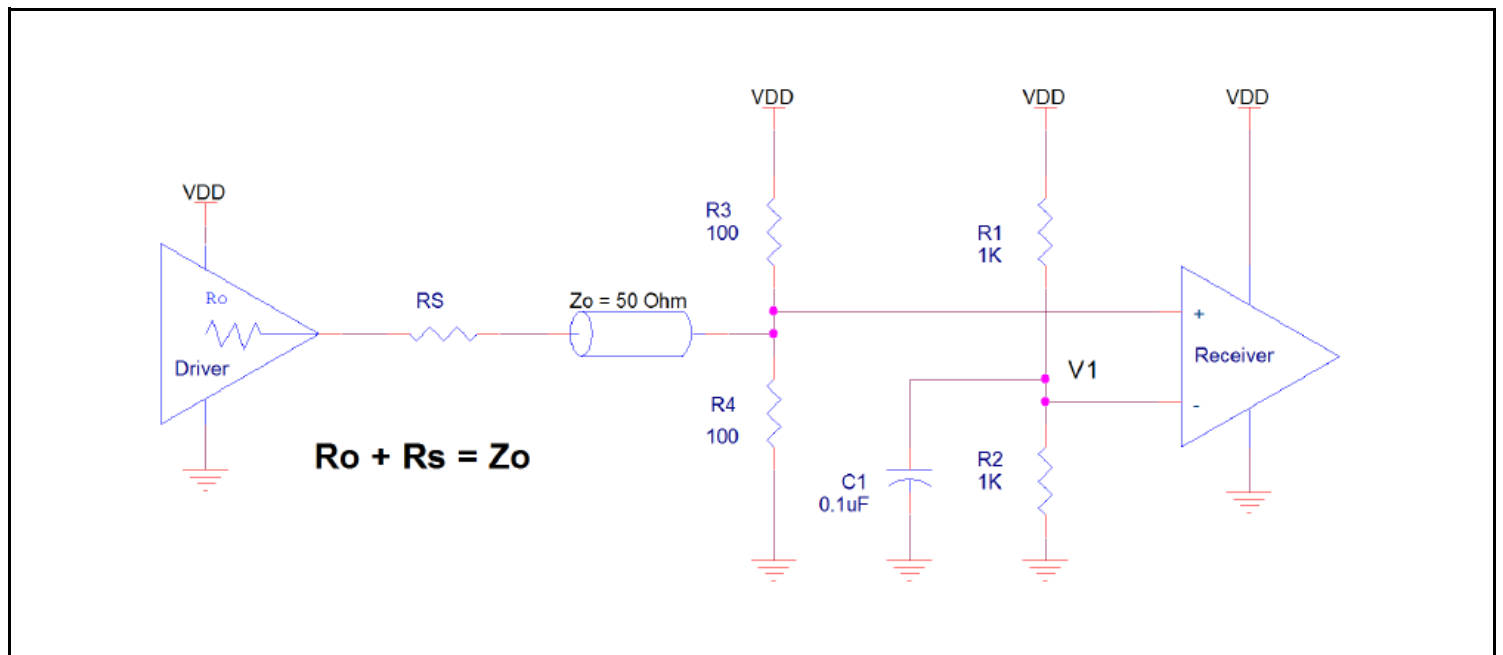 VDD
VDD
VDD
VDD
R3
100
R1
1K
Ro
RS
Zo = 50 Ohm
Driver
+
Receiver
V1
-
R4
100
Ro + Rs = Zo
R2
1K
C1
0.1uF